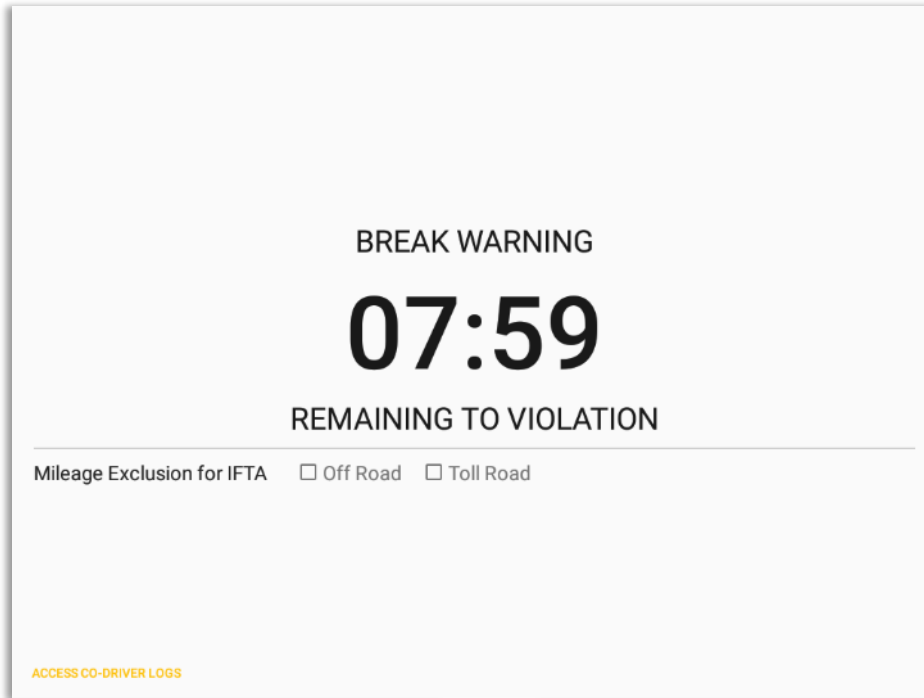 BREAK WARNING
07:59
REMAINING TO VIOLATION
Mileage Exclusion for IFTA Off Road Toll Road
ACCESS CO-DRIVER LOGS